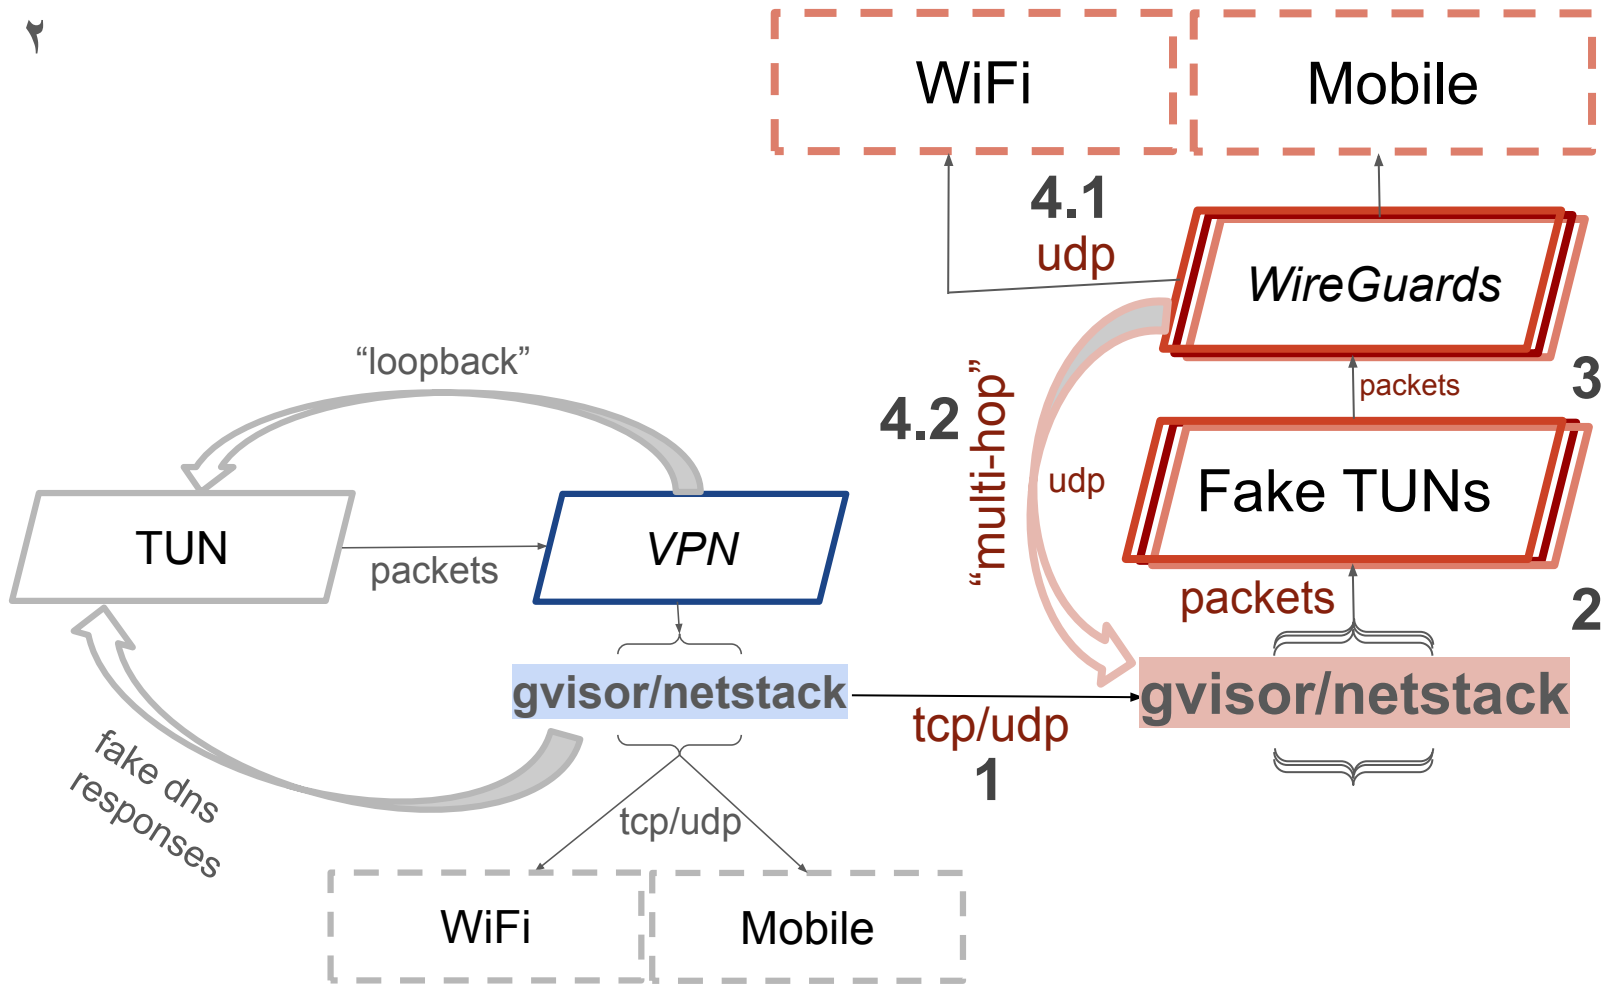 ٢
WiFi
Mobile
4.1
udp
WireGuards
“loopback”
packets
3
4.2
“multi-hop”
udp
Fake TUNs
TUN
packets
VPN
packets
2
gvisor/netstack
gvisor/netstack
tcp/udp
1
fake dns
responses
tcp/udp
WiFi
Mobile